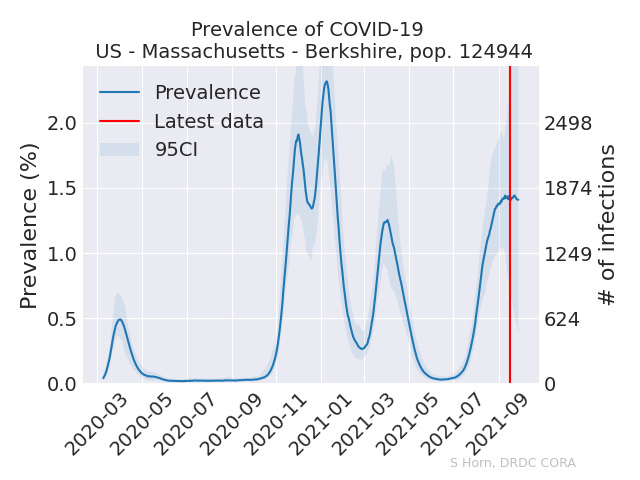 Prevalence of COVID-19
US - Massachusetts - Berkshire, pop. 124944
Prevalence
Latest data
95CI
Prevalence (%)
2.0
1.5
1.0
0.5
0.0
2498
1874
1249
624
0
# of infections
2020-03
2020-05
2020-07
2020-09
2020-11
2021-01
2021-03
2021-05
2021-07
2021-09
S Horn, DRDC CORA